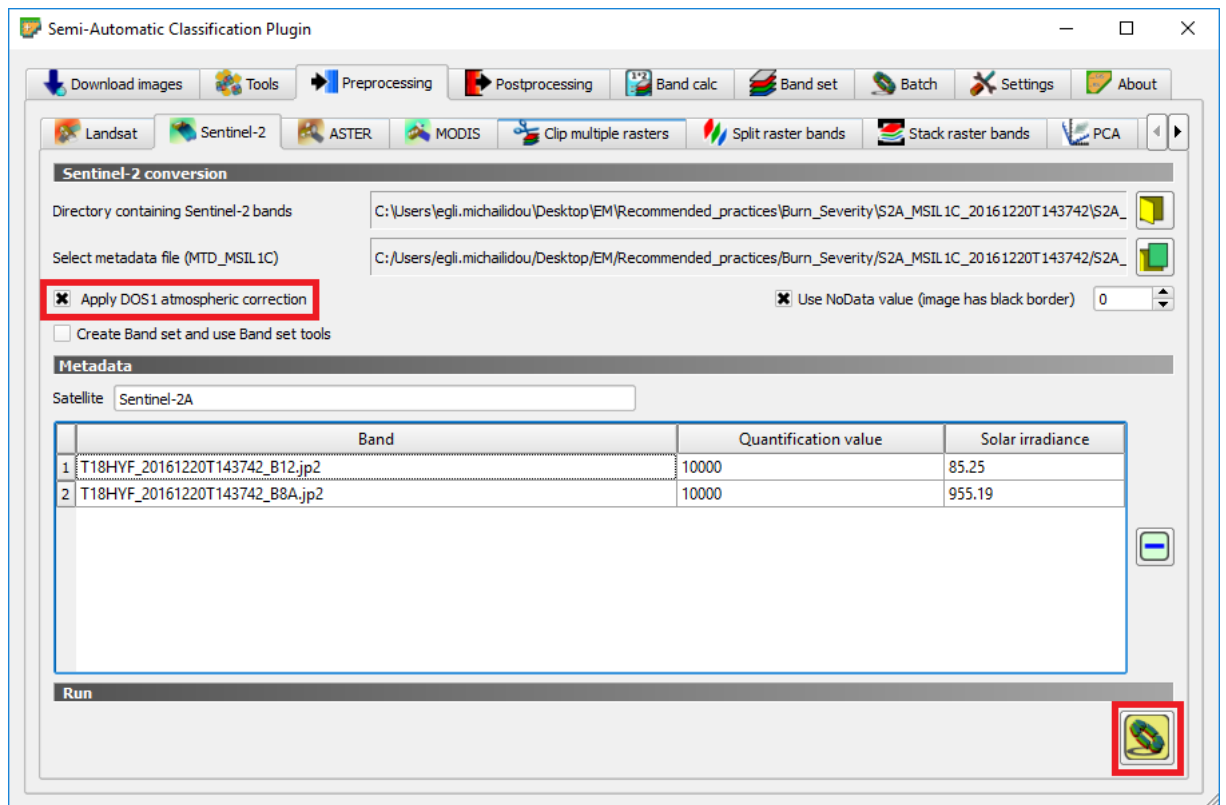 Semi-Automatic Classification Plugin
Download images Tools Preprocessing Postprocessing Band calc Band set Batch Settings About
Landsat Sentinel-2 ASTER MODIS Clip multiple rasters Split raster bands Stack raster bands PCA
Sentinel-2 conversion
Directory containing Sentinel-2 bands C:\Users\egli.michailidou\Desktop\EM\Recommended_practices\Burn_Severity\S2A_MSIL1C_20161220T143742\S2A_
Select metadata file (MTD_MSIL1C) C:/Users/egli.michailidou/Desktop/EM/Recommended_practices/Burn_Severity/S2A_MSIL1C_20161220T143742/S2A_
Apply DOS1 atmospheric correction Use NoData value (image has black border) 0
Create Band set and use Band set tools
Metadata
Satellite Sentinel-2A
Band Quantification value Solar irradiance
1 T18HYF_20161220T143742_B12.jp2 10000 85.25
2 T18HYF_20161220T143742_B8A.jp2 10000 955.19
Run